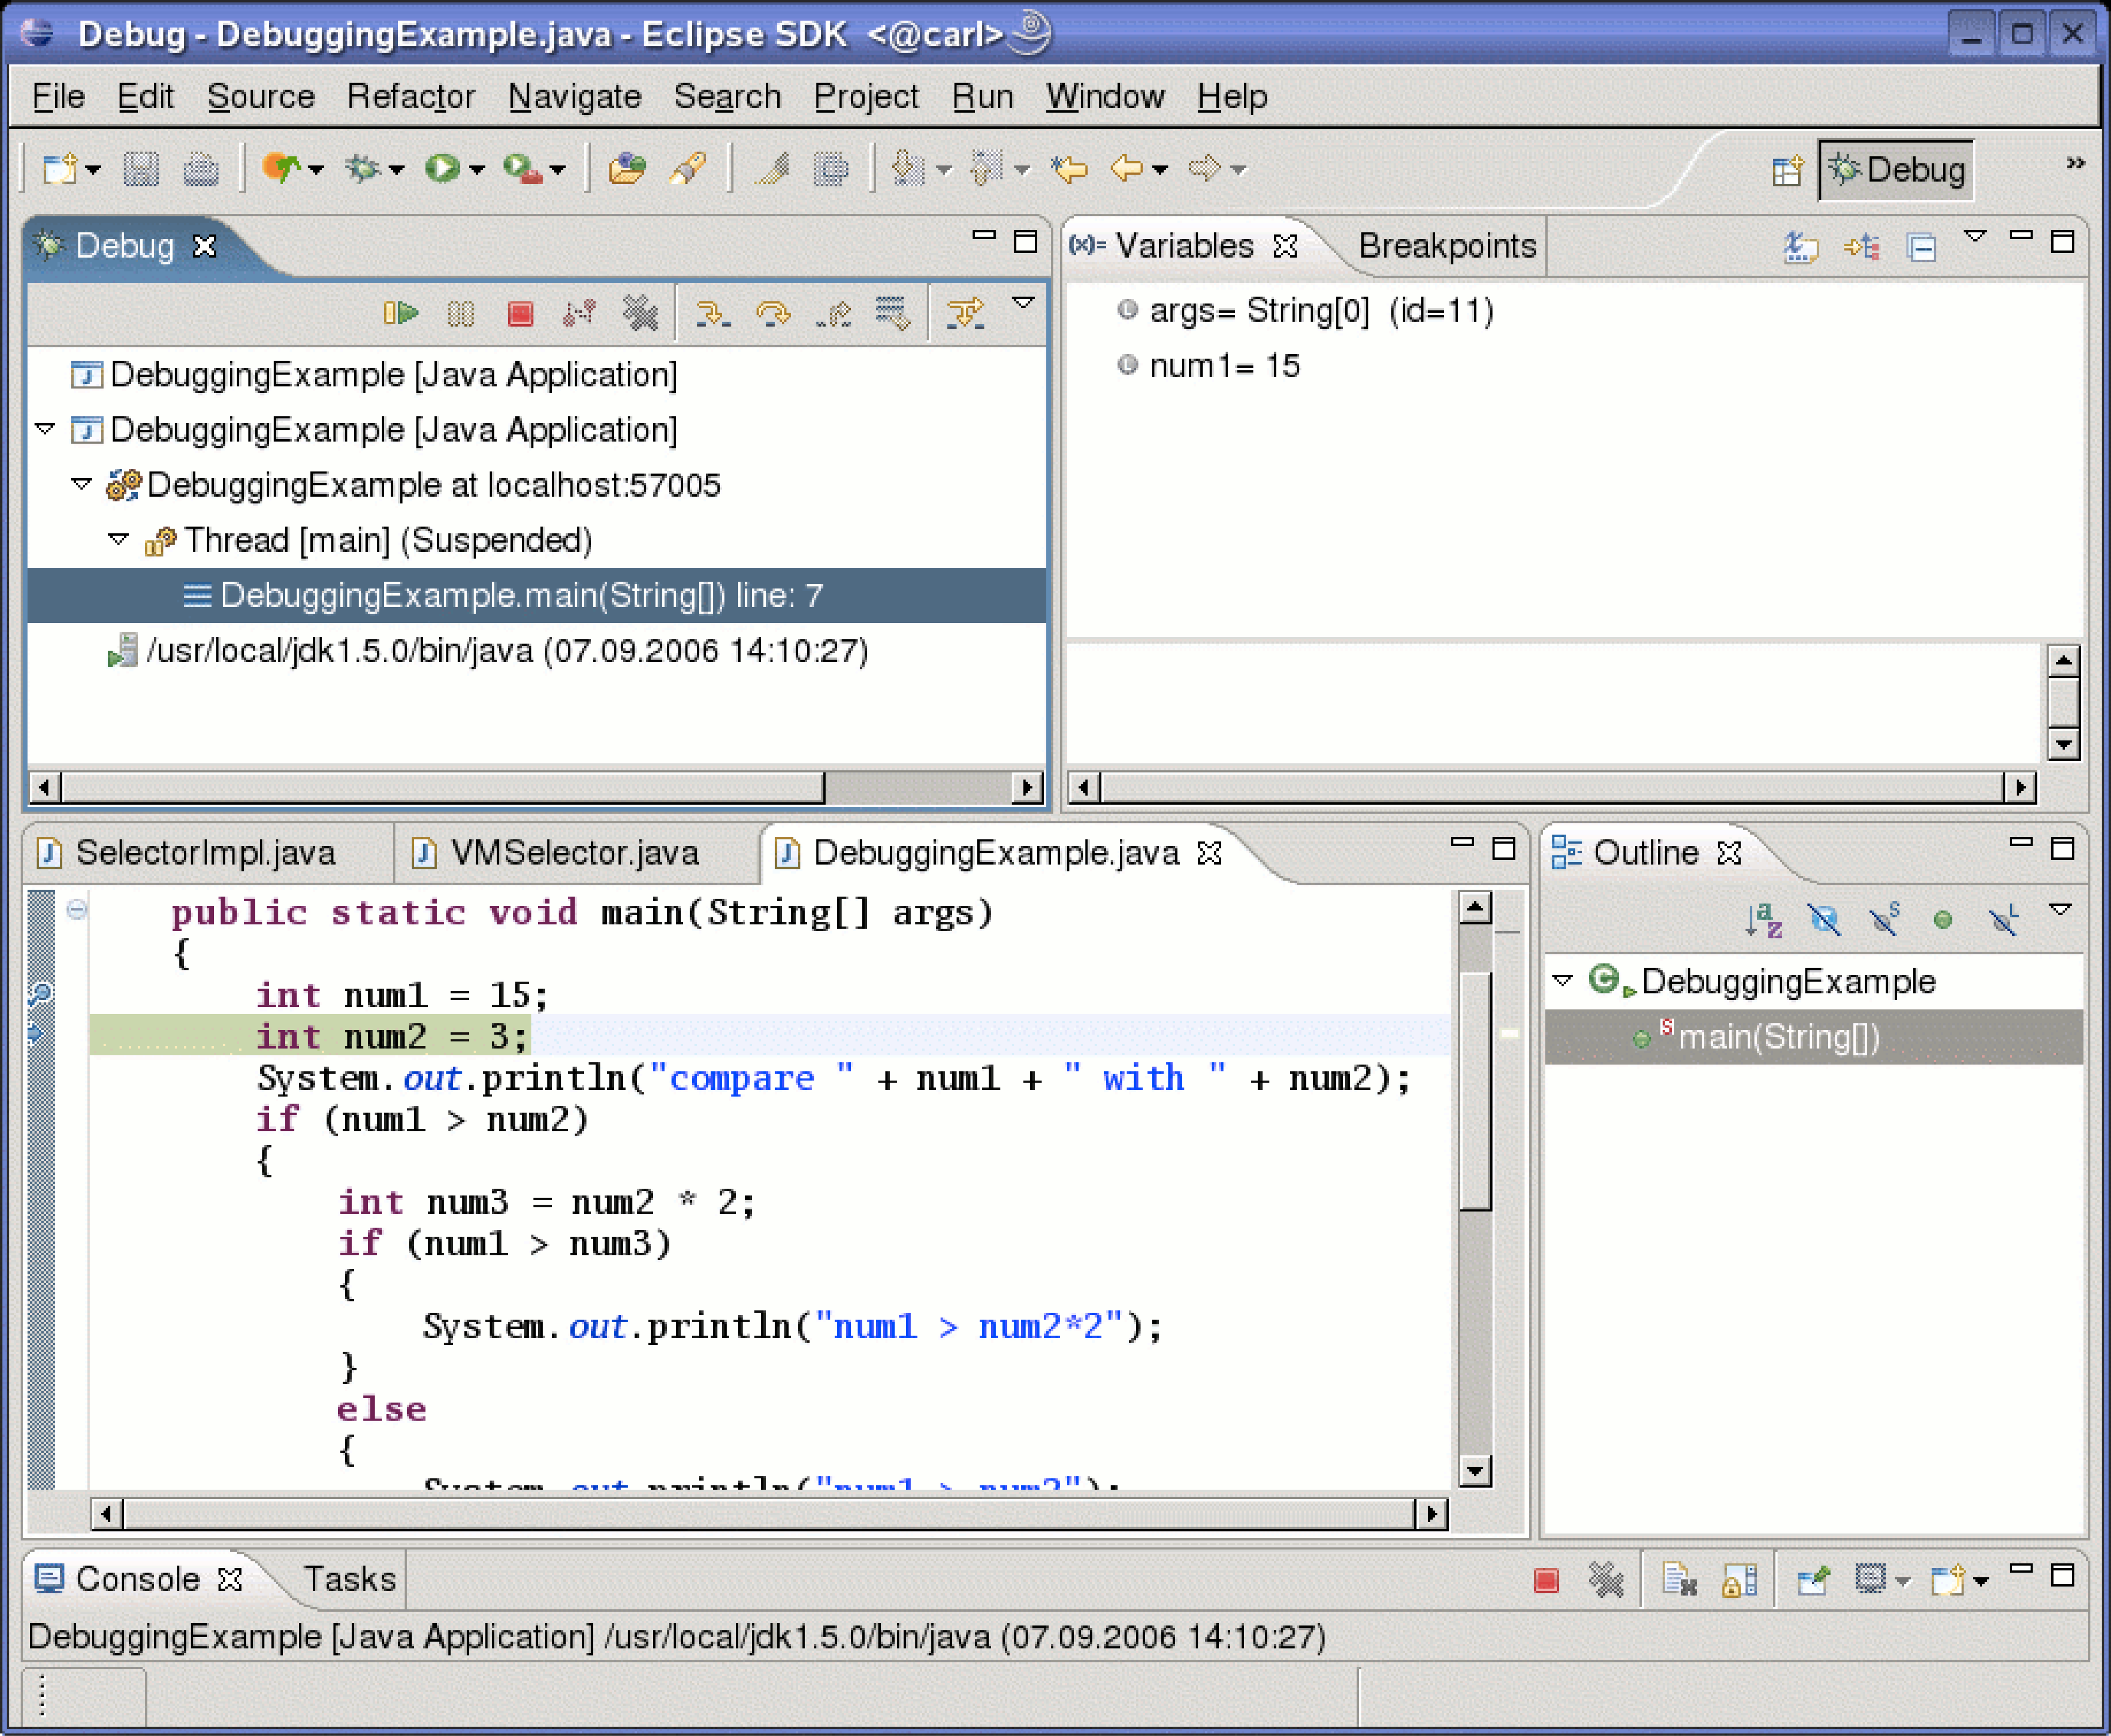 Debug - DebuggingExample.java - Eclipse SDK <@carl>
File Edit Source Refactor Navigate Search Project Run Window Help
Debug »
Debug
Variables Breakpoints
args= String[0] (id=11)
num1= 15
DebuggingExample [Java Application]
DebuggingExample [Java Application]
DebuggingExample at localhost:57005
Thread [main] (Suspended)
DebuggingExample.main(String[]) line: 7
/usr/local/jdk1.5.0/bin/java (07.09.2006 14:10:27)
SelectorImpl.java VMSelector.java DebuggingExample.java
public static void main(String[] args)
{
int num1 = 15;
int num2 = 3;
System.out.println("compare " + num1 + " with " + num2);
if (num1 > num2)
{
int num3 = num2 * 2;
if (num1 > num3)
{
System.out.println("num1 > num2*2");
}
else
{
System.out.println("num1 > num2");
Outline
DebuggingExample
main(String[])
Console Tasks
DebuggingExample [Java Application] /usr/local/jdk1.5.0/bin/java (07.09.2006 14:10:27)